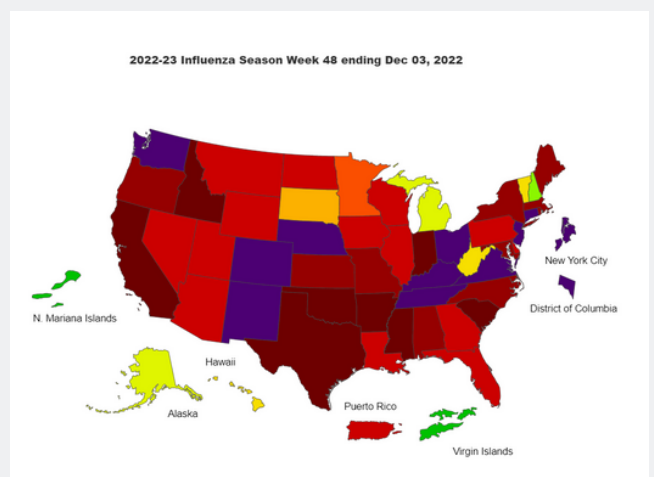 2022-23 Influenza Season Week 48 ending Dec 03, 2022
New York City
N. Mariana Islands
District of Columbia
Hawaii
Alaska
Puerto Rico
Virgin Islands